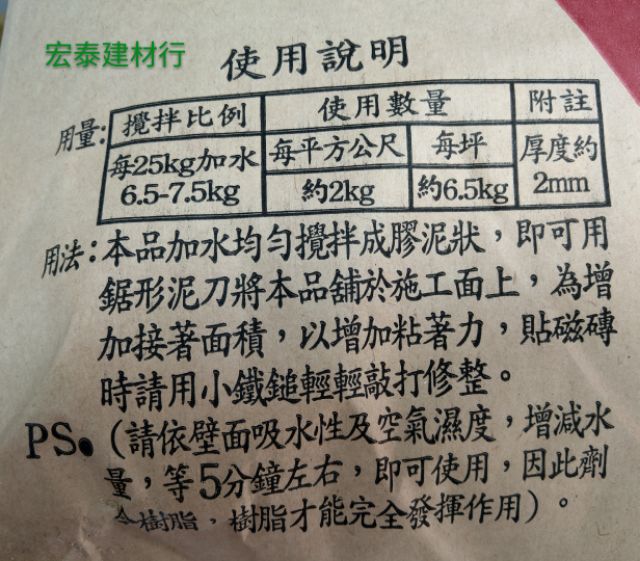 宏泰建材行
使用說明
用量：
攪拌比例 使用數量 附註
每25kg加水 每平方公尺 每坪 厚度約
6.5-7.5kg 約2kg 約6.5kg 2mm
用法：本品加水均勻攪拌成膠泥狀，即可用
鋸形泥刀將本品舖於施工面上，為增
加接著面積，以增加粘著力，貼磁磚
時請用小鐵鎚輕輕敲打修整。
PS。（請依壁面吸水性及空氣濕度，增減水
量，等5分鐘左右，即可使用，因此劑
含樹脂，樹脂才能完全發揮作用）。